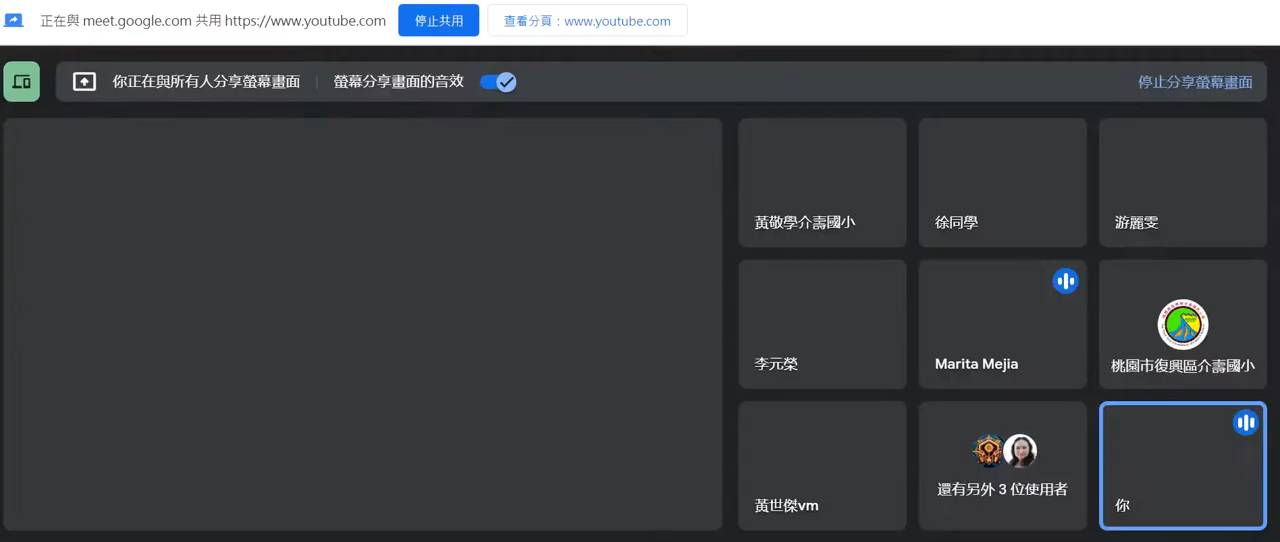 正在與 meet.google.com 共用 https://www.youtube.com
停止共用
查看分頁：www.youtube.com
你正在與所有人分享螢幕畫面
螢幕分享畫面的音效
停止分享螢幕畫面
黃敬學介壽國小
徐同學
游麗雯
李元榮
Marita Mejia
桃園市復興區介壽國小
黃世傑vm
還有另外 3 位使用者
你